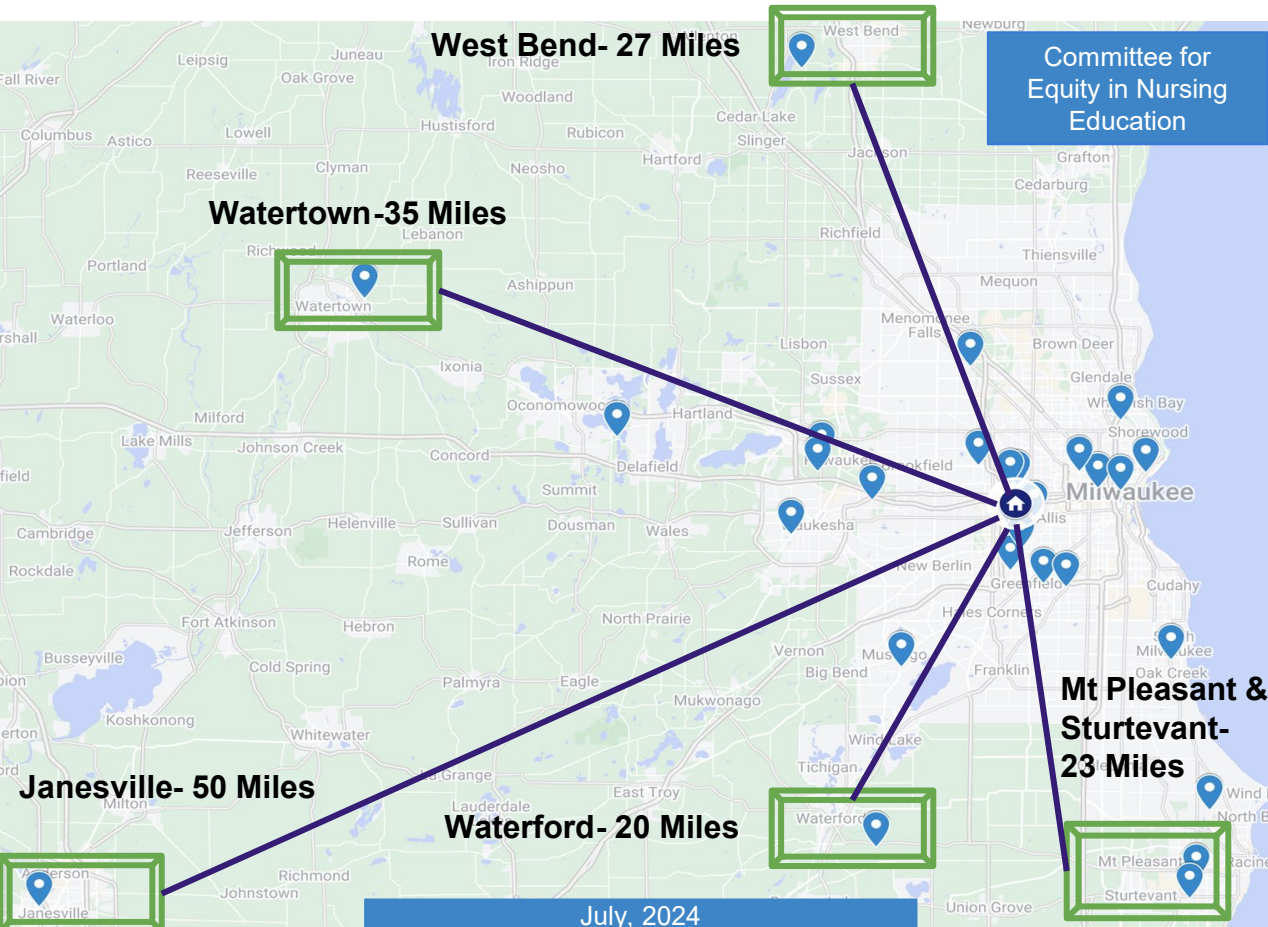 Newburg
West Bend
West Bend- 27 Miles
Committee for
Equity in Nursing
Education
Leipsig
Juneau
Iron Ridge
Fall River
Oak Grove
Woodland
Columbus
Astico
Lowell
Hustisford
Rubicon
Cedar Lake
Slinger
Jackson
Grafton
Reeseville
Clyman
Neosho
Hartford
Cedarburg
Watertown-35 Miles
Lebanon
Richfield
Thiensville
Portland
Ashippun
Mequon
Watertown
Waterloo
Menomonee
Falls
Brown Deer
Lisbon
Ixonia
Sussex
Glendale
Milford
Hartland
Shorewood
Lake Mills
Johnson Creek
Concord
Delafield
Summit
Milwaukee
Cambridge
Jefferson
Helenville
Sullivan
Dousman
Wales
Allis
Rockdale
Rome
New Berlin
Greenfield
Cudahy
Fort Atkinson
Hebron
North Prairie
Hales Corners
Busseyville
Cold Spring
Vernon
Big Bend
Franklin
Milwaukee
Oak Creek
Palmyra
Eagle
Mukwonago
Koshkonong
Whitewater
Wind Lake
Mt Pleasant &
Sturtevant-
23 Miles
Tichigan
Janesville- 50 Miles
Milton
East Troy
Lauderdale
Waterford- 20 Miles
Waterford
Anderson
Richmond
Johnstown
Janesville
Mt Pleasant
Racine
Sturtevant
Union Grove
July, 2024